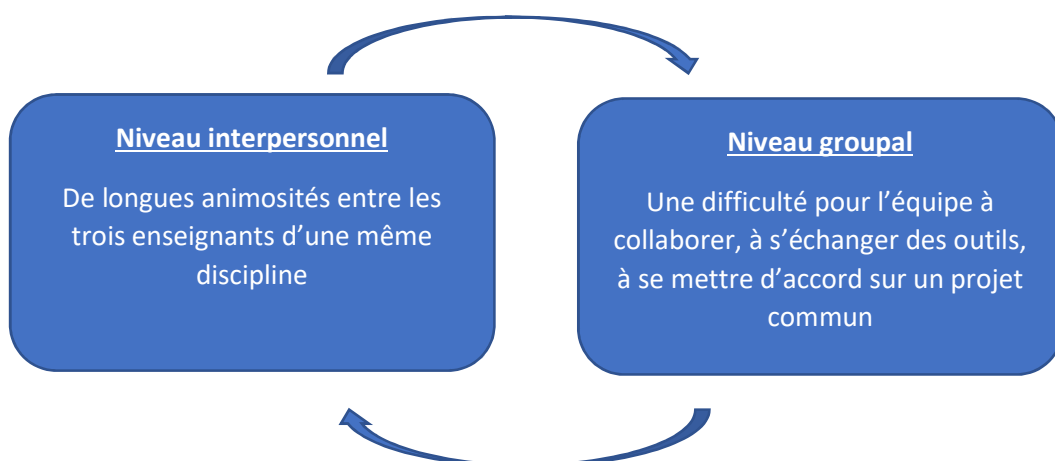 Niveau interpersonnel
De longues animosités entre les
trois enseignants d’une même
discipline
Niveau groupal
Une difficulté pour l’équipe à
collaborer, à s’échanger des outils,
à se mettre d’accord sur un projet
commun